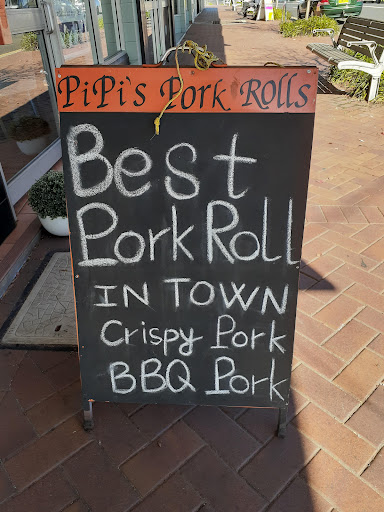 PiPi's Pork Rolls
Best
Pork Roll
IN TOWN
Crispy Pork
BBQ Pork